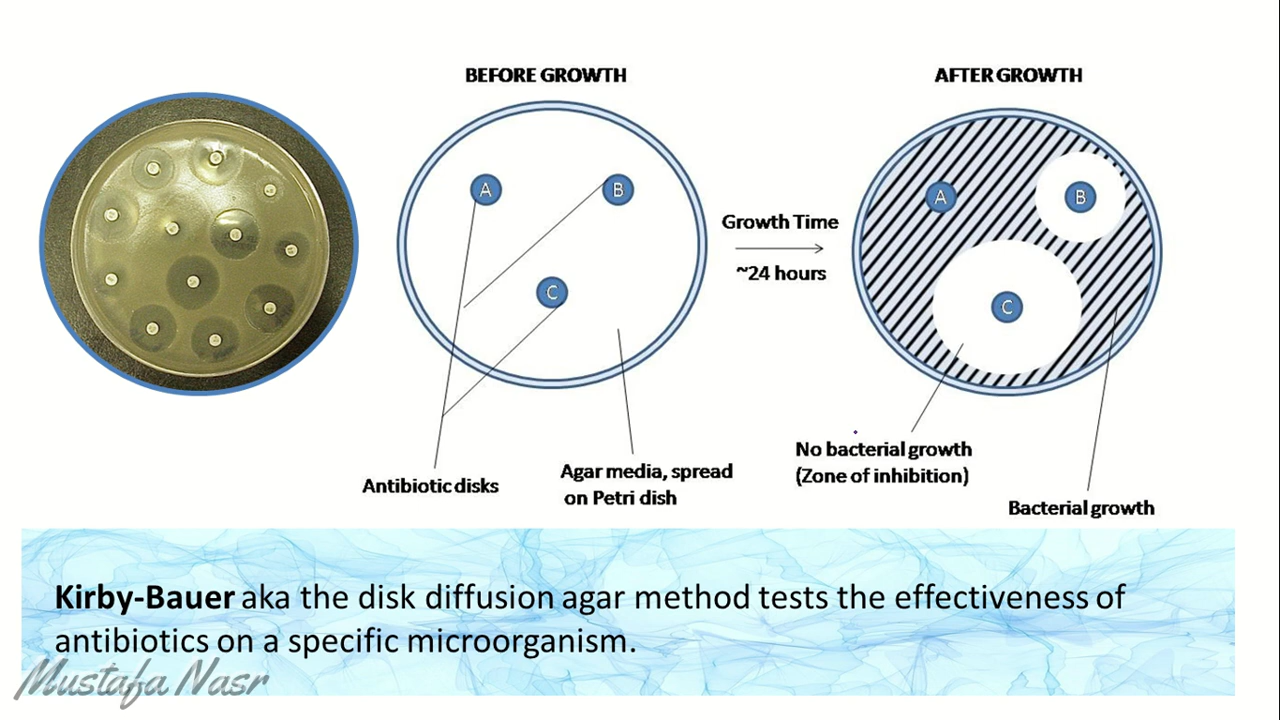 BEFORE GROWTH
AFTER GROWTH
A
B
C
Growth Time
~24 hours
A
B
C
Antibiotic disks
Agar media, spread
on Petri dish
No bacterial growth
(Zone of inhibition)
Bacterial growth
Kirby-Bauer aka the disk diffusion agar method tests the effectiveness of
antibiotics on a specific microorganism.
Mustafa Nasr